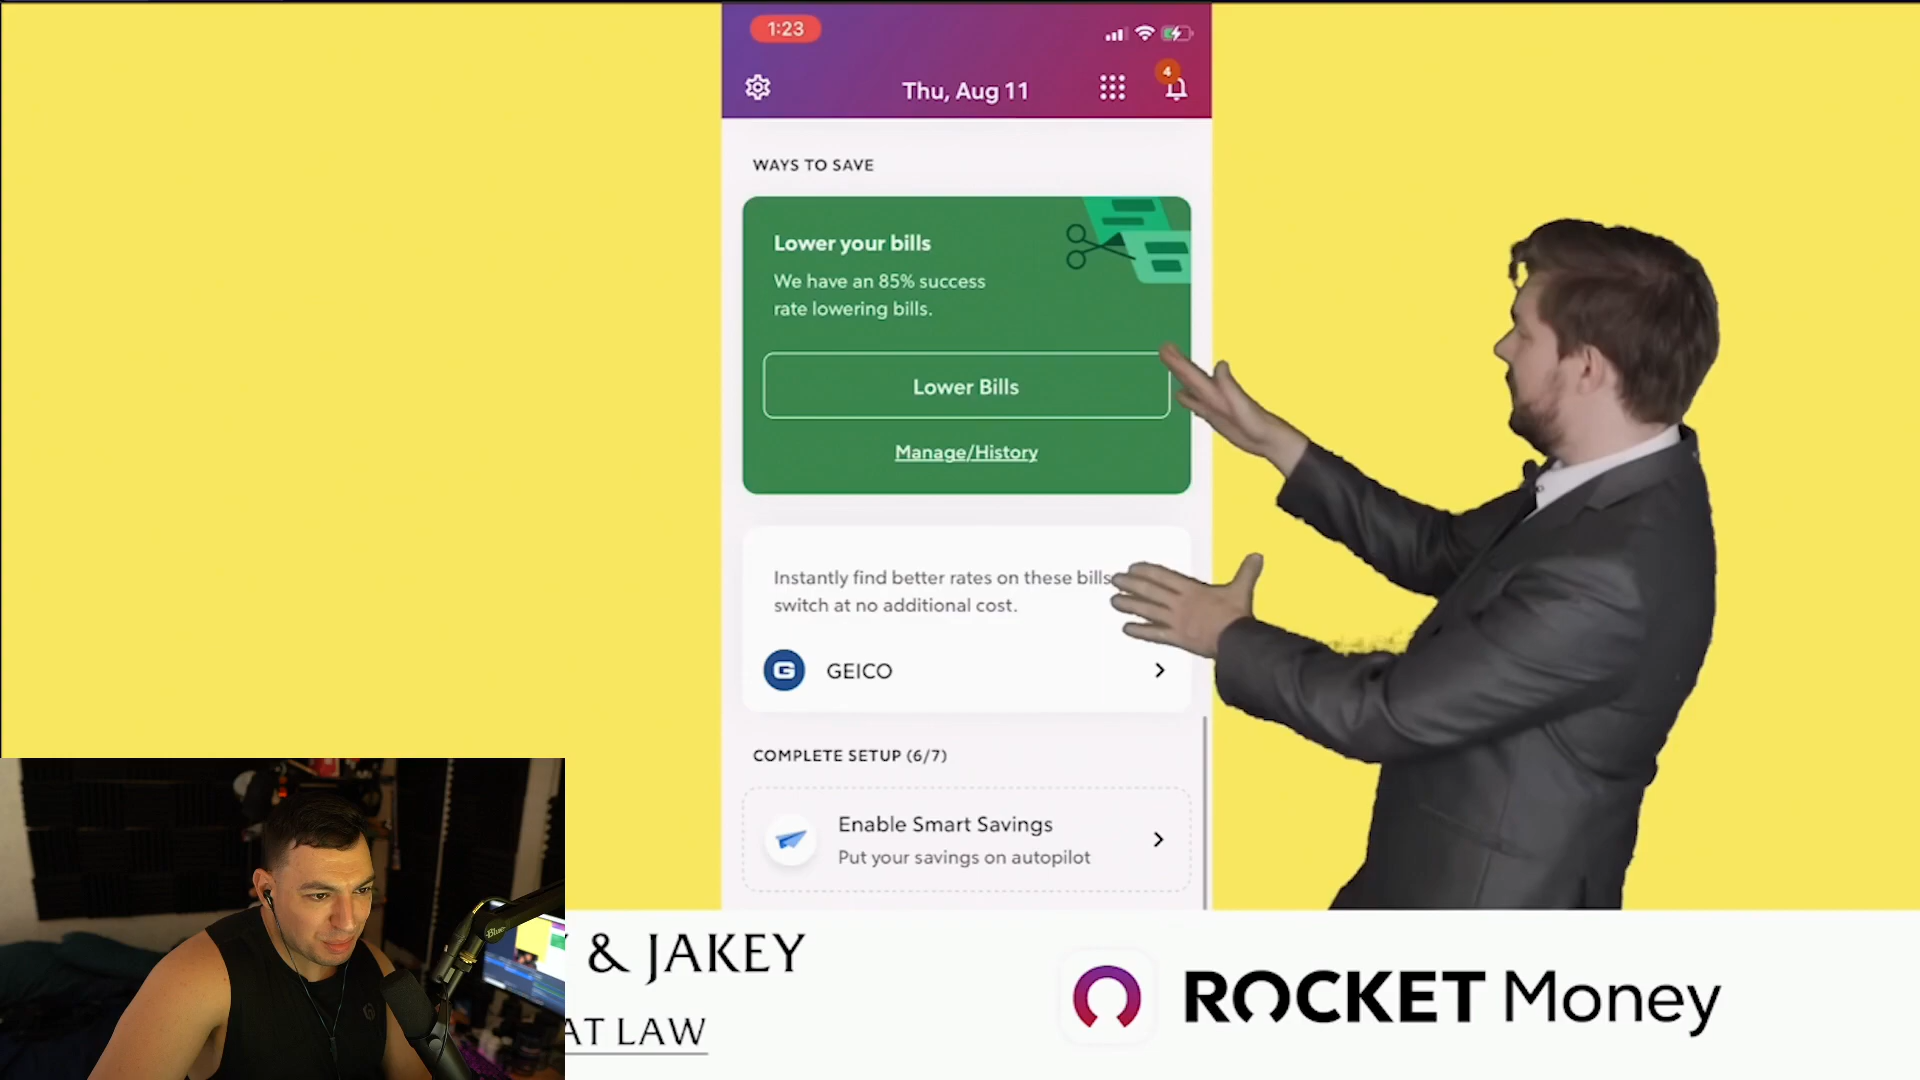 1:23
Thu, Aug 11
4
WAYS TO SAVE
Lower your bills
We have an 85% success
rate lowering bills.
Lower Bills
Manage/History
Instantly find better rates on these bills
switch at no additional cost.
G GEICO
COMPLETE SETUP (6/7)
Enable Smart Savings
Put your savings on autopilot
& JAKEY
AT LAW
ROCKET Money
Blue